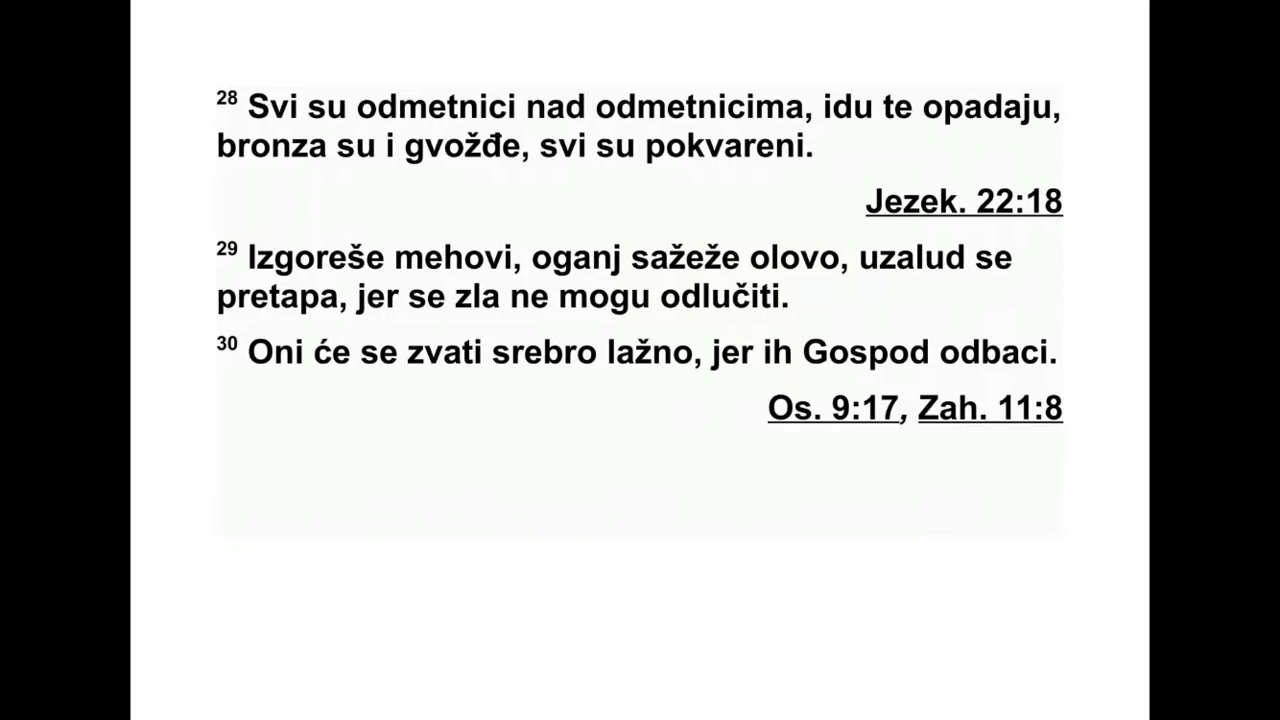 28 Svi su odmetnici nad odmetnicima, idu te opadaju,
bronza su i gvožđe, svi su pokvareni.
Jezek. 22:18
29 Izgoreše mehovi, oganj sažeže olovo, uzalud se
pretapa, jer se zla ne mogu odlučiti.
30 Oni će se zvati srebro lažno, jer ih Gospod odbaci.
Os. 9:17, Zah. 11:8